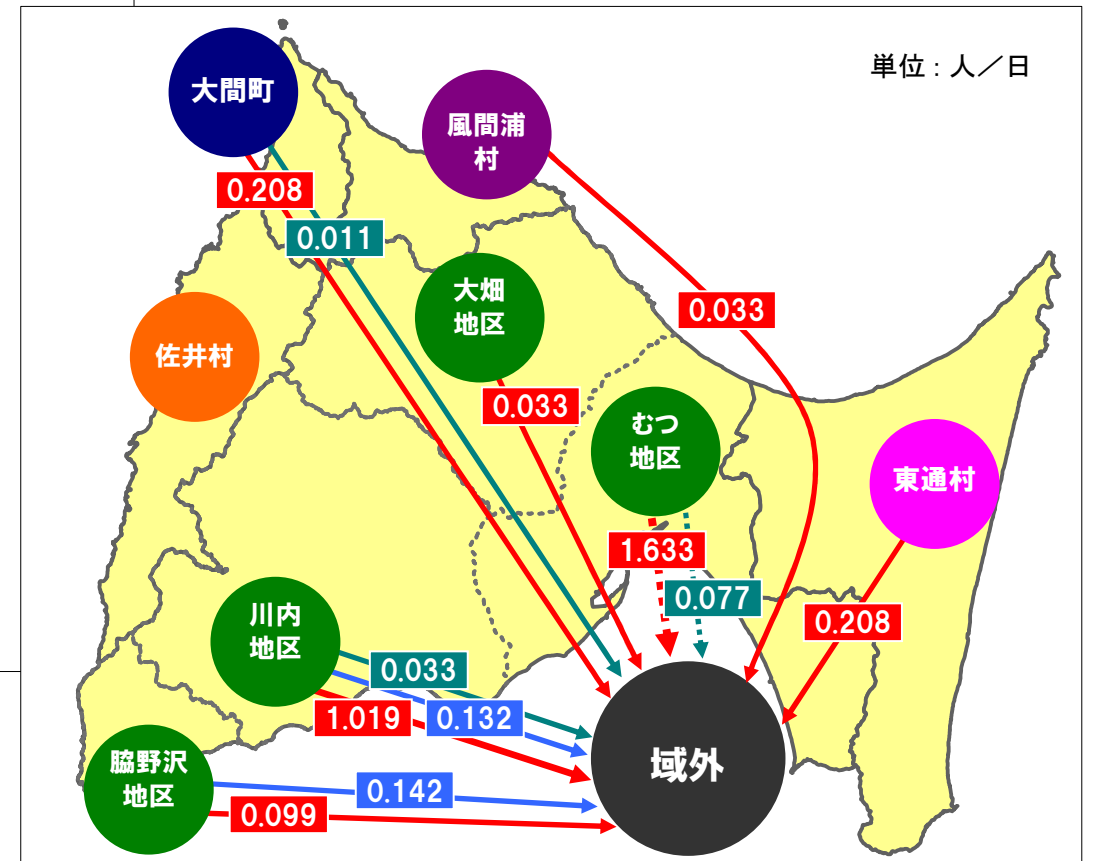 単位：人／日
大間町
風間浦
村
0.208
0.011
大畑
地区
0.033
佐井村
0.033
むつ
地区
東通村
1.633
0.077
0.208
川内
地区
0.033
0.132
1.019
脇野沢
地区
0.142
0.099
域外